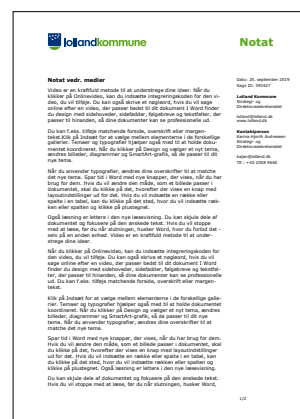 lollandkommune
Notat
Notat vedr. medier
Video er en kraftfuld metode til at understrege dine ideer. Når du
klikker på Onlinevideo, kan du indsætte integreringskoden for den vi-
deo, du vil tilføje. Du kan også skrive et nøgleord, hvis du vil søge
online efter en video, der passer bedst til dit dokument I Word finder
du design med sidehoveder, sidefødder, følgebreve og tekstfelter,
der passer til hinanden, så dine dokumenter kan se professionelle ud.
Du kan f.eks. tilføje matchende forside, overskrift eller margen-
tekst.Klik på Indsæt for at vælge mellem elementerne i de forskellige
gallerier. Temaer og typografier hjælper også med til at holde doku-
mentet koordineret. Når du klikker på Design og vælger et nyt tema,
ændres billeder, diagrammer og SmartArt-grafik, så de passer til dit
nye tema.
Når du anvender typografier, ændres dine overskrifter til at matche
det nye tema. Spar tid i Word med nye knapper, der vises, når du har
brug for dem. Hvis du vil ændre den måde, som et billede passer i
dokumentet, skal du klikke på det, hvorefter der vises en knap med
layoutindstillinger ud for det. Hvis du vil indsætte en række eller
spalte i en tabel, kan du klikke på det sted, hvor du vil indsætte ræk-
ken eller spalten og klikke på plustegnet.
Også læsning er lettere i den nye læsevisning. Du kan skjule dele af
dokumentet og fokusere på den ønskede tekst. Hvis du vil stoppe
med at læse, før du når slutningen, husker Word, hvor du forlod det -
selv på en anden enhed. Video er en kraftfuld metode til at under-
strege dine ideer.
Når du klikker på Onlinevideo, kan du indsætte integreringskoden for
den video, du vil tilføje. Du kan også skrive et nøgleord, hvis du vil
søge online efter en video, der passer bedst til dit dokument I Word
finder du design med sidehoveder, sidefødder, følgebreve og tekstfel-
ter, der passer til hinanden, så dine dokumenter kan se professionelle
ud. Du kan f.eks. tilføje matchende forside, overskrift eller margen-
tekst.
Klik på Indsæt for at vælge mellem elementerne i de forskellige galle-
rier. Temaer og typografier hjælper også med til at holde dokumentet
koordineret. Når du klikker på Design og vælger et nyt tema, ændres
billeder, diagrammer og SmartArt-grafik, så de passer til dit nye
tema. Når du anvender typografier, ændres dine overskrifter til at
matche det nye tema.
Spar tid i Word med nye knapper, der vises, når du har brug for dem.
Hvis du vil ændre den måde, som et billede passer i dokumentet, skal
du klikke på det, hvorefter der vises en knap med layoutindstillinger
ud for det. Hvis du vil indsætte en række eller spalte i en tabel, kan
du klikke på det sted, hvor du vil indsætte rækken eller spalten og
klikke på plustegnet. Også læsning er lettere i den nye læsevisning.
Du kan skjule dele af dokumentet og fokusere på den ønskede tekst.
Hvis du vil stoppe med at læse, før du når slutningen, husker Word,
Dato: 25. september 2019
Sags ID: 395427
Lolland Kommune
Strategi- og
Direktionssekretariatet
lolland@lolland.dk
www.lolland.dk
Kontaktperson
Karina Hjorth Andreasen
Strategi- og
Direktionssekretariatet
kajen@lolland.dk
1/2